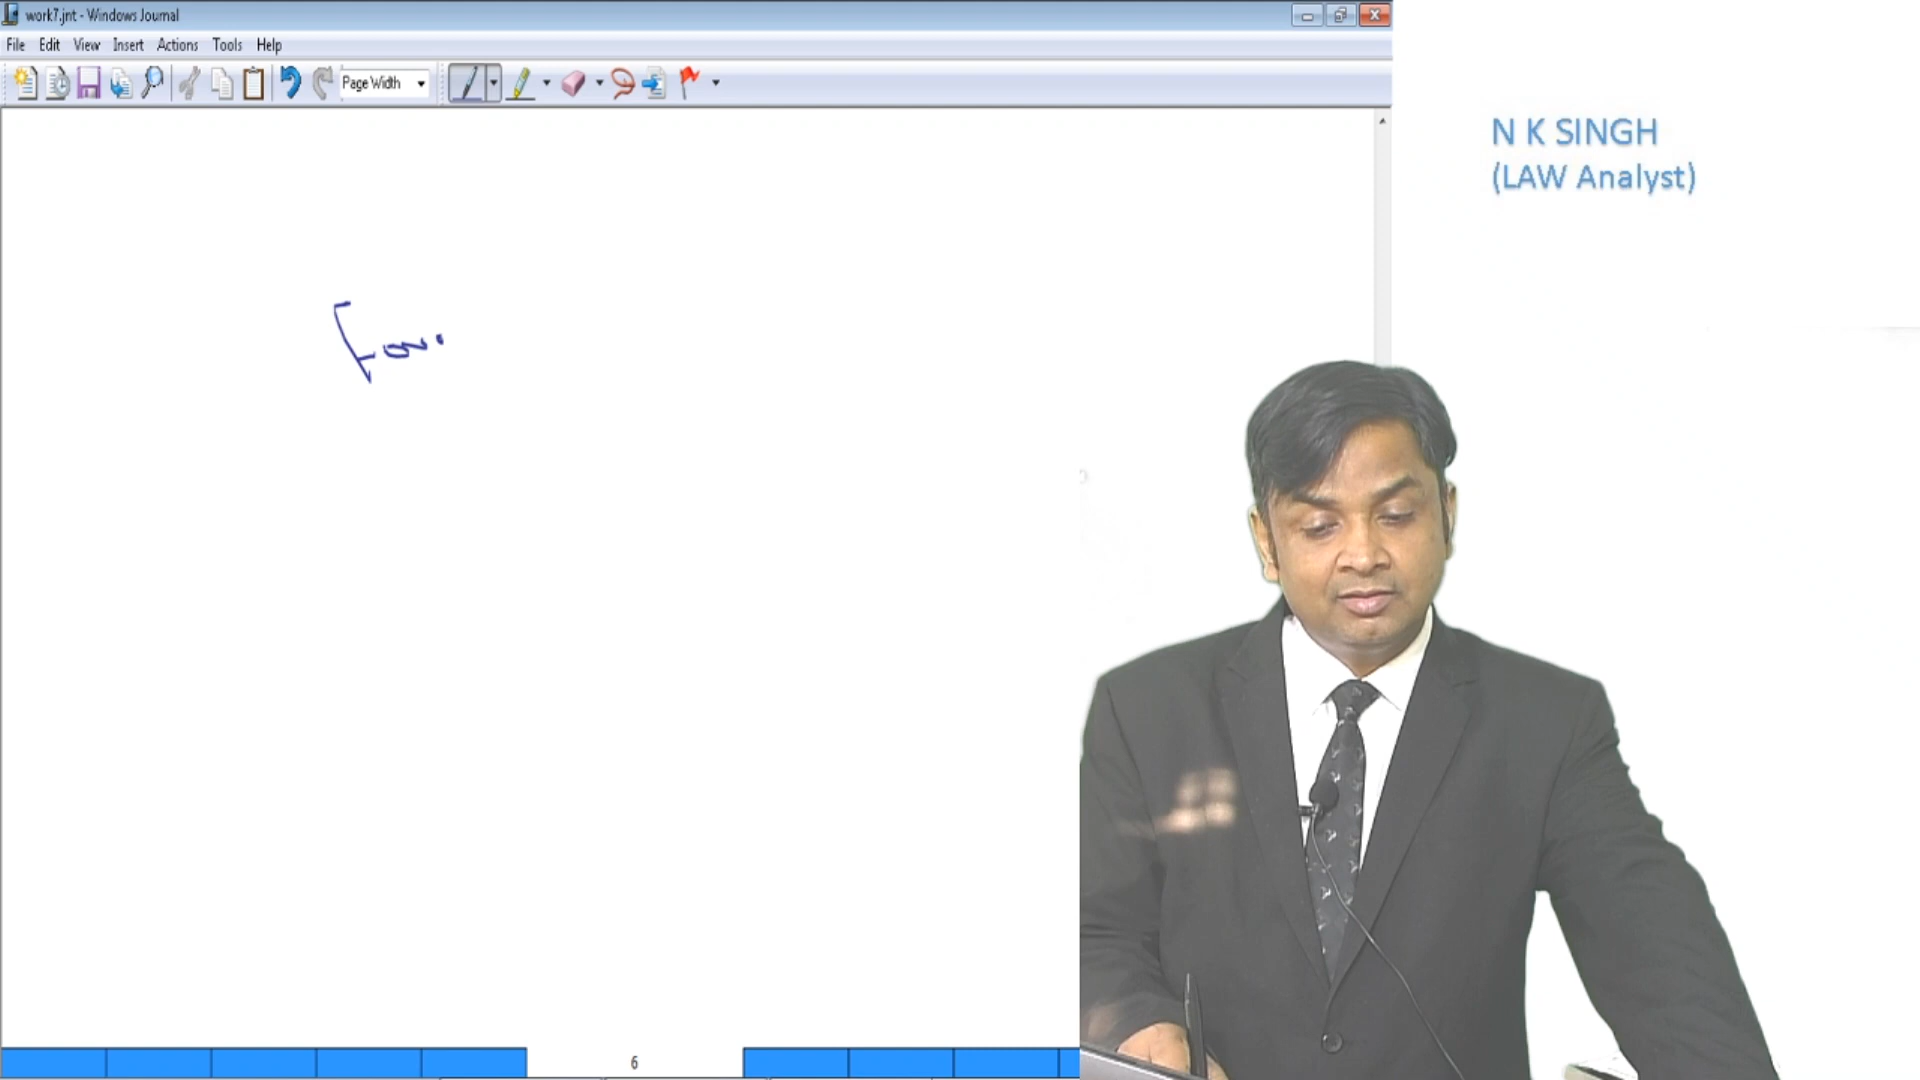 work7.jnt - Windows Journal
File Edit View Insert Actions Tools Help
Page Width
N K SINGH
(LAW Analyst)
6